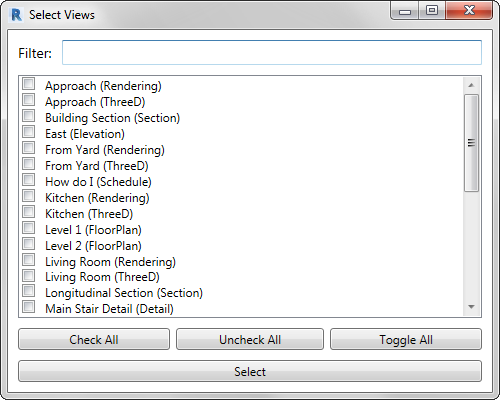 Select Views
Filter:
Approach (Rendering)
Approach (ThreeD)
Building Section (Section)
East (Elevation)
From Yard (Rendering)
From Yard (ThreeD)
How do I (Schedule)
Kitchen (Rendering)
Kitchen (ThreeD)
Level 1 (FloorPlan)
Level 2 (FloorPlan)
Living Room (Rendering)
Living Room (ThreeD)
Longitudinal Section (Section)
Main Stair Detail (Detail)
Check All Uncheck All Toggle All
Select